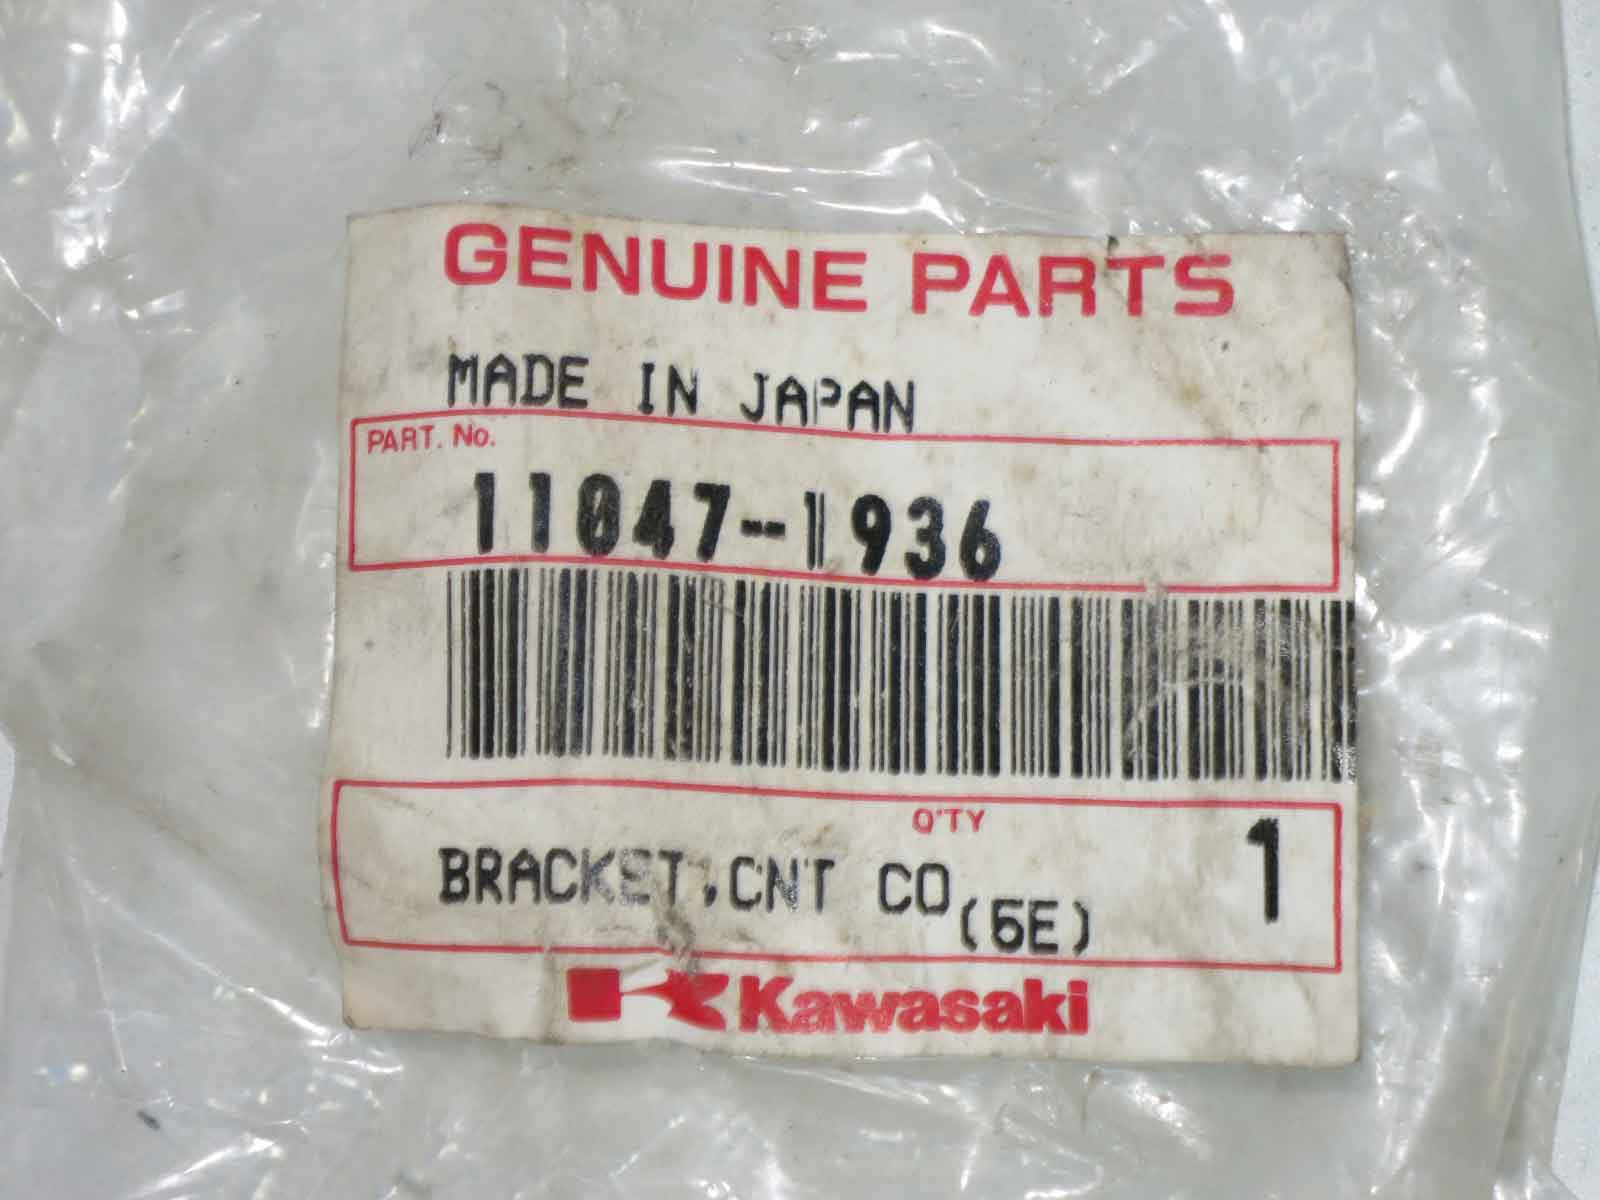 GENUINE PARTS
MADE IN JAPAN
PART. No.
11047-1936
Q'TY
BRACKET,CNT CO(5E) 1
Kawasaki